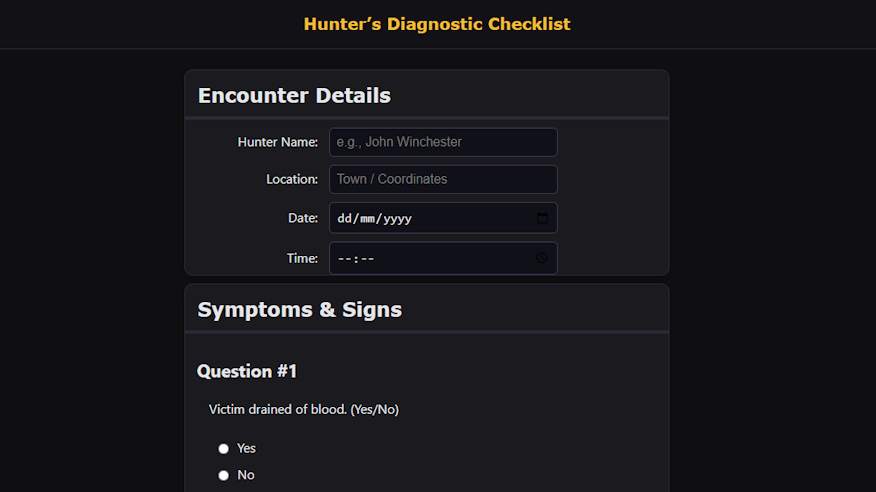 Hunter’s Diagnostic Checklist
Encounter Details
Hunter Name: e.g., John Winchester
Location: Town / Coordinates
Date: dd/mm/yyyy
Time: --:--
Symptoms & Signs
Question #1
Victim drained of blood. (Yes/No)
Yes
No